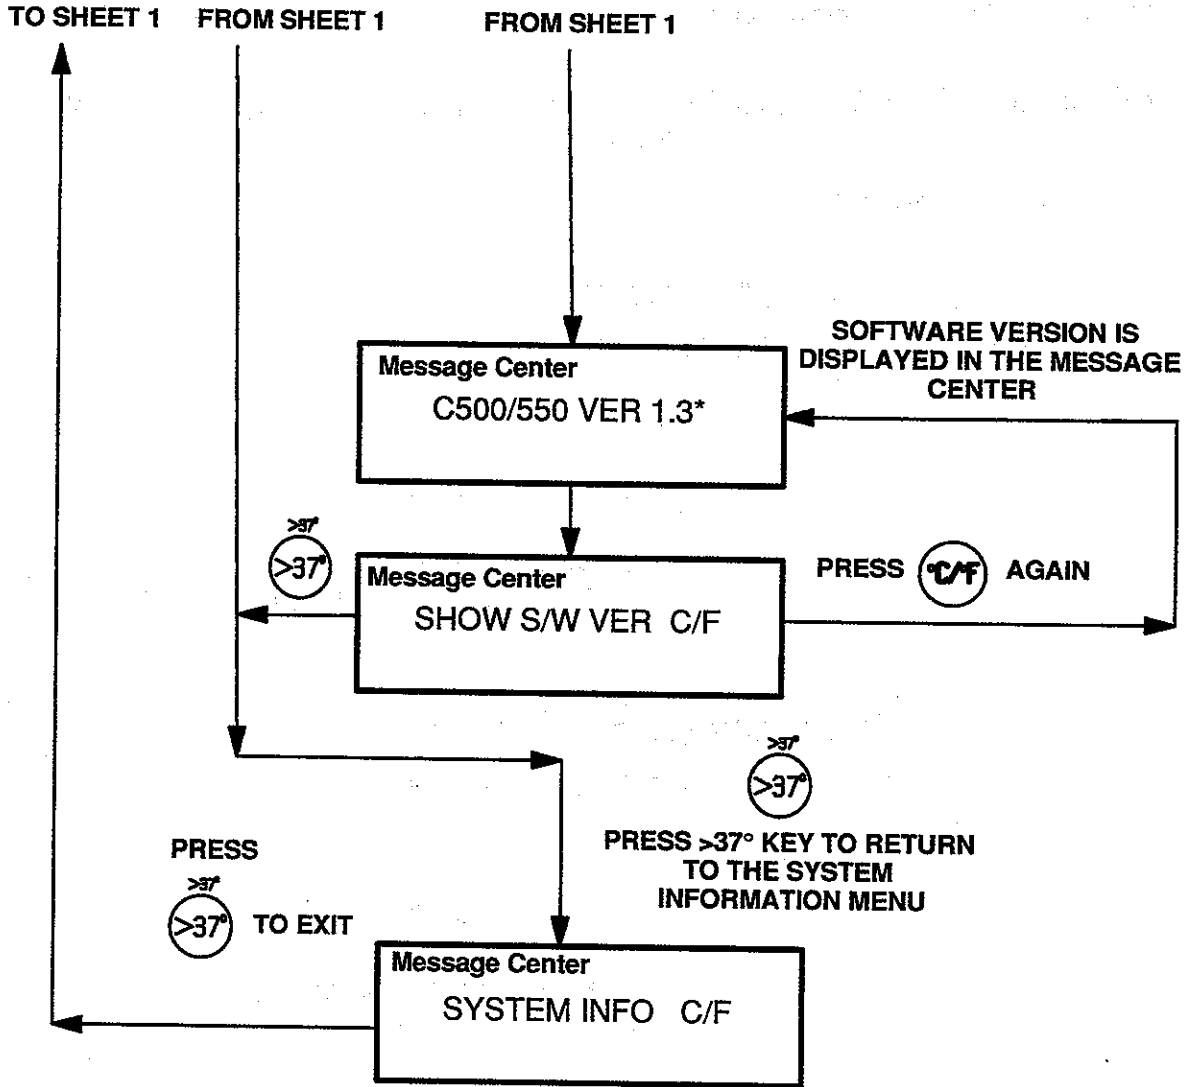 TO SHEET 1 FROM SHEET 1 FROM SHEET 1
SOFTWARE VERSION IS
DISPLAYED IN THE MESSAGE
CENTER
Message Center
C500/550 VER 1.3*
>37°
>37°
Message Center
SHOW S/W VER C/F
PRESS °C/°F AGAIN
>37°
>37°
PRESS >37° KEY TO RETURN
TO THE SYSTEM
INFORMATION MENU
PRESS
>37°
>37° TO EXIT
Message Center
SYSTEM INFO C/F